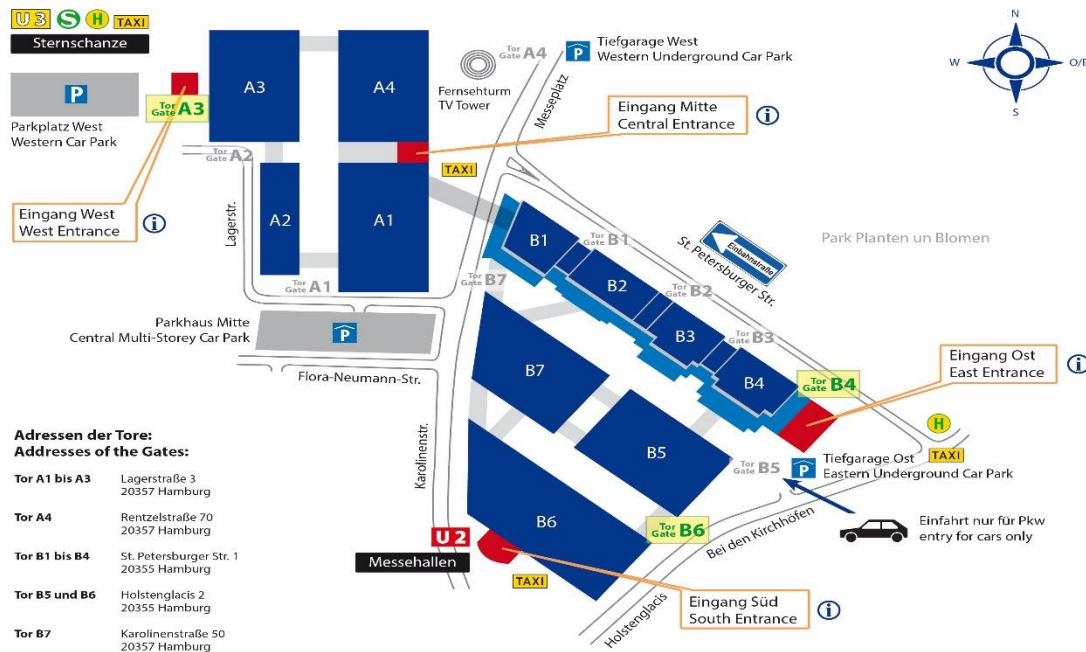 U3 S H TAXI
Sternschanze
P
Parkplatz West
Western Car Park
Tor
Gate A3
A3
A4
Tor
Gate A4
Fernsehturm
TV Tower
P
Tiefgarage West
Western Underground Car Park
Messeplatz
Eingang Mitte
Central Entrance
i
N
W
O/E
S
Tor
Gate A2
TAXI
Eingang West
West Entrance
i
Lagerstr.
A2
A1
Tor
Gate A1
B1
Tor
Gate B1
Einbahnstraße
St. Petersburger Str.
Park Planten un Blomen
Tor
Gate B7
B2
Tor
Gate B2
Parkhaus Mitte
Central Multi-Storey Car Park
P
B3
Tor
Gate B3
Flora-Neumann-Str.
B7
B4
Tor
Gate B4
Eingang Ost
East Entrance
i
H
TAXI
Karolinenstr.
B5
Tor
Gate B5
P
Tiefgarage Ost
Eastern Underground Car Park
B6
Tor
Gate B6
Bei den Kirchhöfen
Einfahrt nur für Pkw
entry for cars only
U2
Messehallen
TAXI
Eingang Süd
South Entrance
i
Holstenglacis
Adressen der Tore:
Addresses of the Gates:
Tor A1 bis A3 Lagerstraße 3
20357 Hamburg
Tor A4 Rentzelstraße 70
20357 Hamburg
Tor B1 bis B4 St. Petersburger Str. 1
20355 Hamburg
Tor B5 und B6 Holstenglacis 2
20355 Hamburg
Tor B7 Karolinenstraße 50
20357 Hamburg